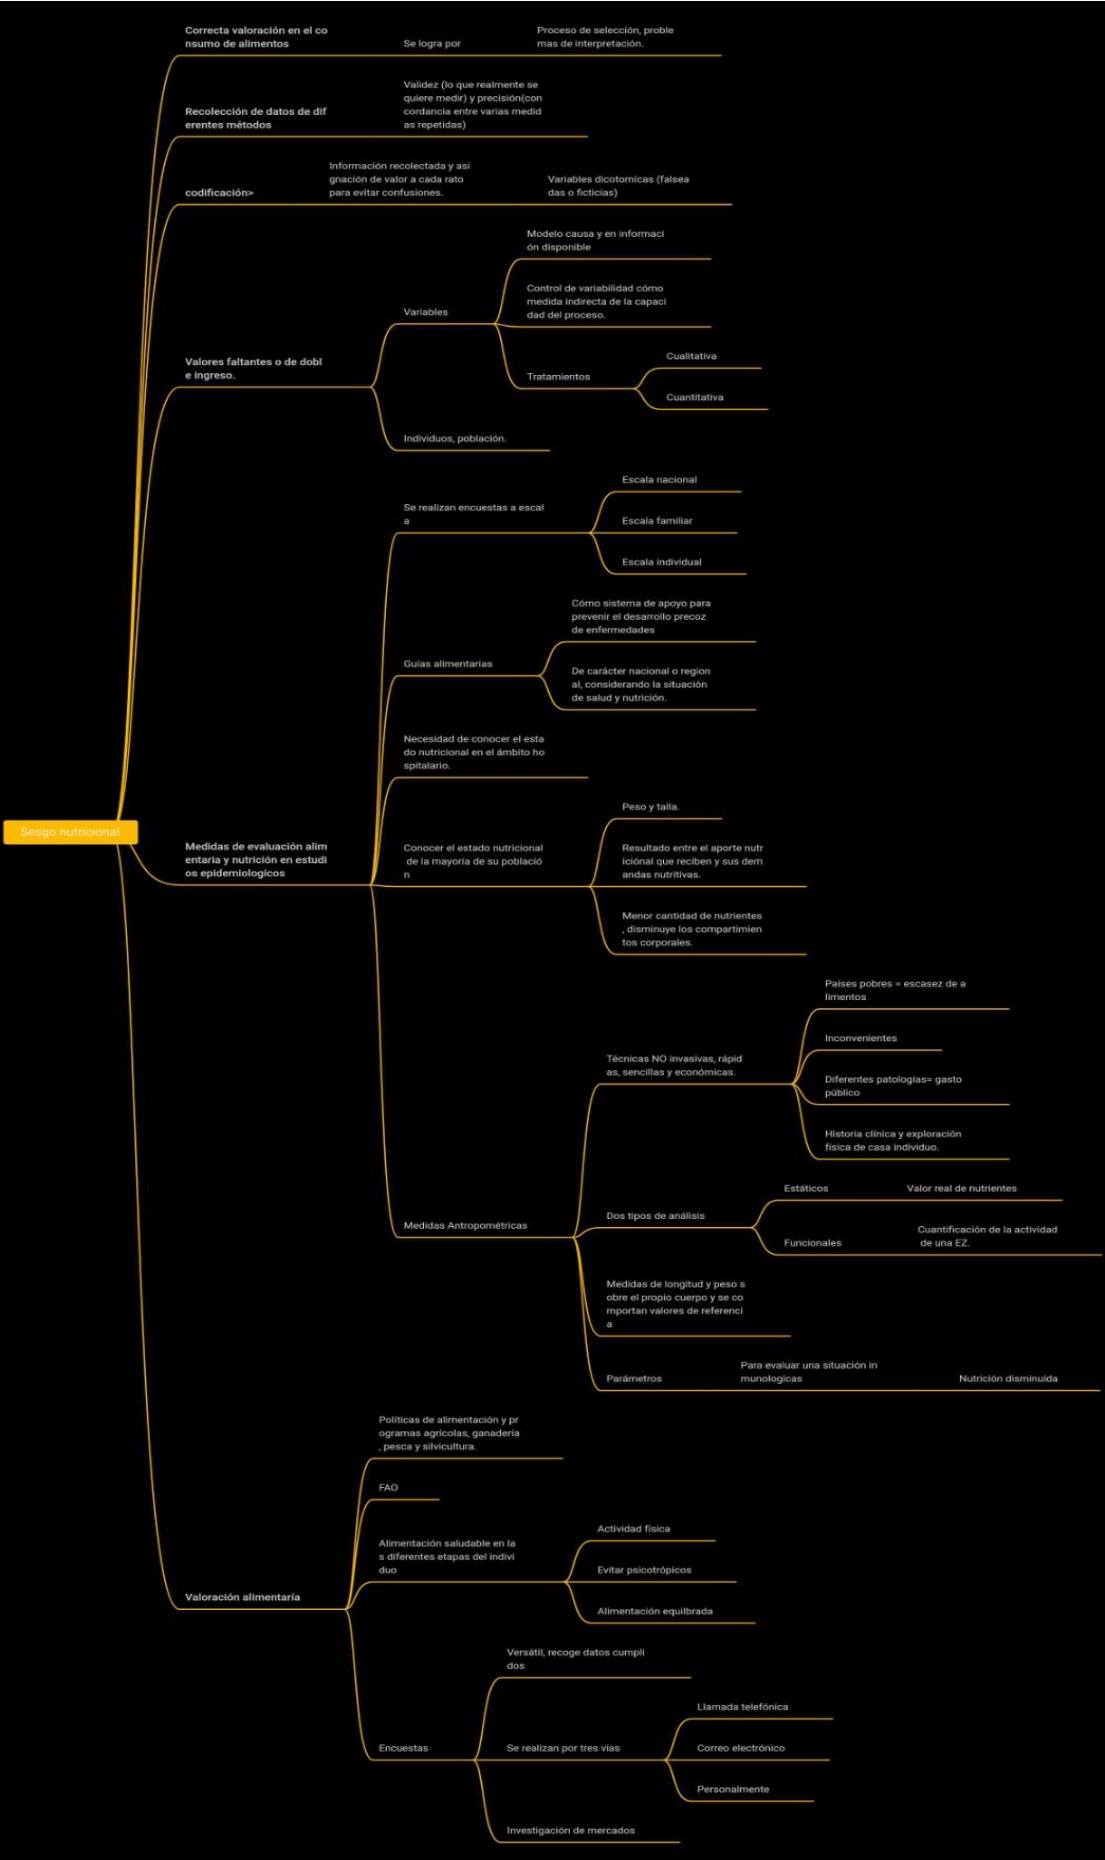 Correcta valoración en el co
nsumo de alimentos
Se logra por
Proceso de selección, proble
mas de interpretación.
Recolección de datos de dif
erentes métodos
Validez (lo que realmente se
quiere medir) y precisión(con
cordancia entre varias medid
as repetidas)
codificación>
Información recolectada y asi
gnación de valor a cada rato
para evitar confusiones.
Variables dicotomícas (falsea
das o ficticias)
Valores faltantes o de dobl
e ingreso.
Variables
Modelo causa y en informaci
ón disponible
Control de variabilidad cómo
medida indirecta de la capaci
dad del proceso.
Tratamientos
Cualitativa
Cuantitativa
Individuos, población.
Sesgo nutricional
Medidas de evaluación alim
entaria y nutrición en estudi
os epidemiologicos
Se realizan encuestas a escal
a
Escala nacional
Escala familiar
Escala individual
Guías alimentarias
Cómo sistema de apoyo para
prevenir el desarrollo precoz
de enfermedades
De carácter nacional o region
al, considerando la situación
de salud y nutrición.
Necesidad de conocer el esta
do nutricional en el ámbito ho
spitalario.
Conocer el estado nutricional
de la mayoría de su població
n
Peso y talla.
Resultado entre el aporte nutr
iciónal que reciben y sus dem
andas nutritivas.
Menor cantidad de nutrientes
, disminuye los compartimien
tos corporales.
Medidas Antropométricas
Técnicas NO invasivas, rápid
as, sencillas y económicas.
Países pobres = escasez de a
limentos
Inconvenientes
Diferentes patologías= gasto
público
Historia clínica y exploración
física de casa individuo.
Dos tipos de análisis
Estáticos
Valor real de nutrientes
Funcionales
Cuantificación de la actividad
de una EZ.
Medidas de longitud y peso s
obre el propio cuerpo y se co
mportan valores de referenci
a
Parámetros
Para evaluar una situación in
munologicas
Nutrición disminuida
Valoración alimentaría
Políticas de alimentación y pr
ogramas agrícolas, ganadería
, pesca y silvicultura.
FAO
Alimentación saludable en la
s diferentes etapas del indivi
duo
Actividad física
Evitar psicotrópicos
Alimentación equilbrada
Encuestas
Versátil, recoge datos cumpli
dos
Se realizan por tres vías
Llamada telefónica
Correo electrónico
Personalmente
Investigación de mercados